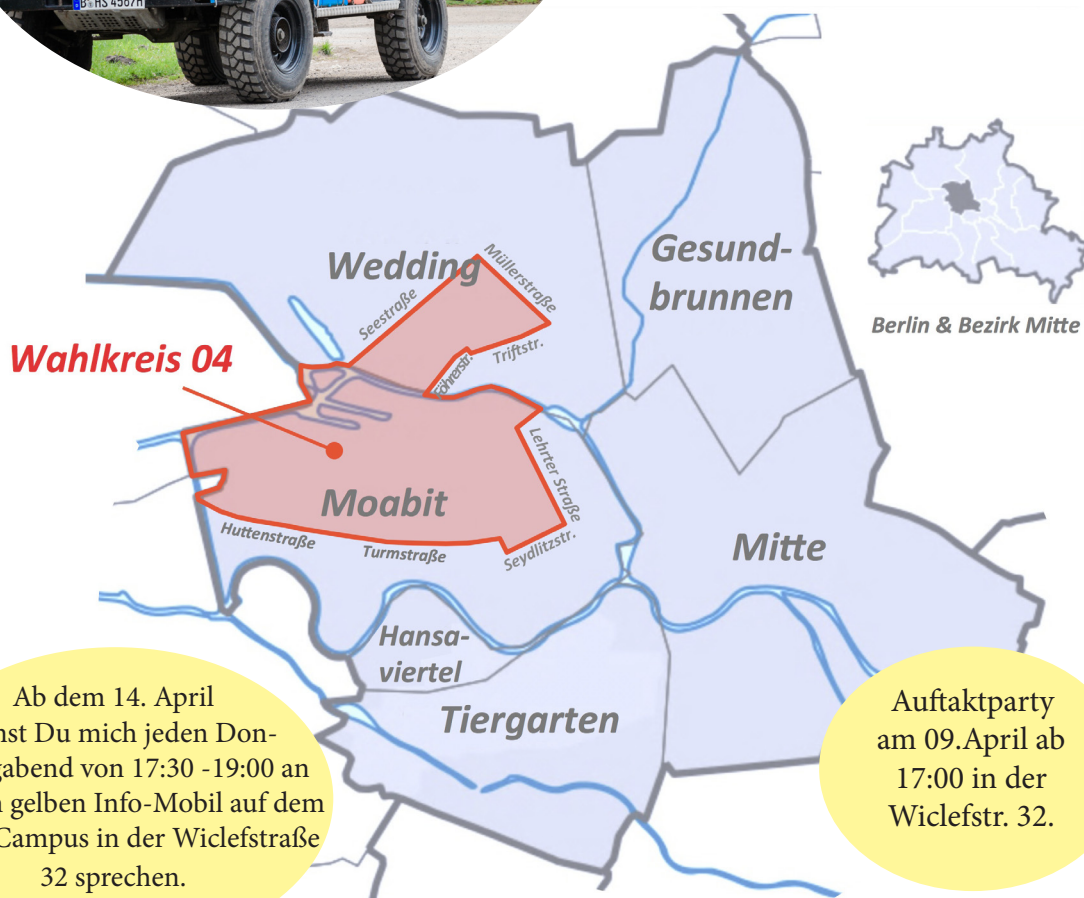 B HS 4567H
Wedding
Müllerstraße
Seestraße
Gesund-
brunnen
Triftstr.
Föhrerstr.
Berlin & Bezirk Mitte
Wahlkreis 04
Lehrter Straße
Moabit
Huttenstraße
Turmstraße
Seydlitzstr.
Mitte
Hansa-
viertel
Tiergarten
Ab dem 14. April
nst Du mich jeden Don-
gabend von 17:30 -19:00 an
gelben Info-Mobil auf dem
Campus in der Wiclefstraße
32 sprechen.
Auftaktparty
am 09.April ab
17:00 in der
Wiclefstr. 32.